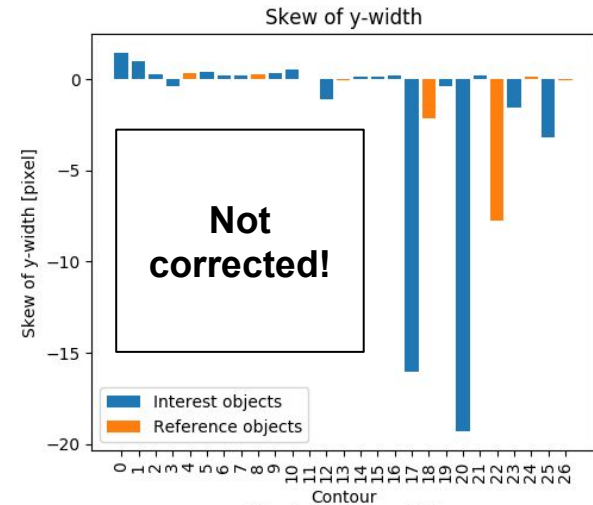 Skew of y-width
Skew of y-width [pixel]
0
−5
−10
−15
−20
Not
corrected!
Interest objects
Reference objects
0 1 2 3 4 5 6 7 8 9 10 11 12 13 14 15 16 17 18 19 20 21 22 23 24 25 26
Contour